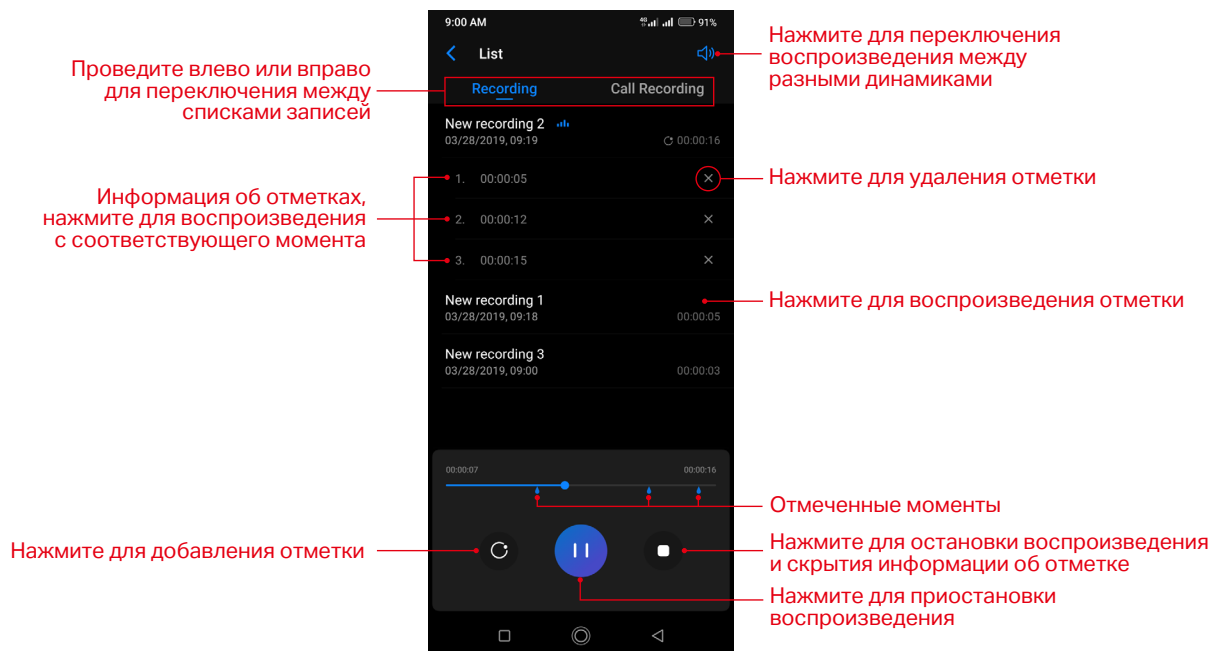 9:00 AM
4G
91%
Нажмите для переключения
воспроизведения между
разными динамиками
List
Проведите влево или вправо
для переключения между
списками записей
Recording
Call Recording
New recording 2
03/28/2019, 09:19
00:00:16
1. 00:00:05
Нажмите для удаления отметки
Информация об отметках,
нажмите для воспроизведения
с соответствующего момента
2. 00:00:12
3. 00:00:15
New recording 1
03/28/2019, 09:18
00:00:05
Нажмите для воспроизведения отметки
New recording 3
03/28/2019, 09:00
00:00:03
00:00:07
00:00:16
Отмеченные моменты
Нажмите для добавления отметки
Нажмите для остановки воспроизведения
и скрытия информации об отметке
Нажмите для приостановки
воспроизведения